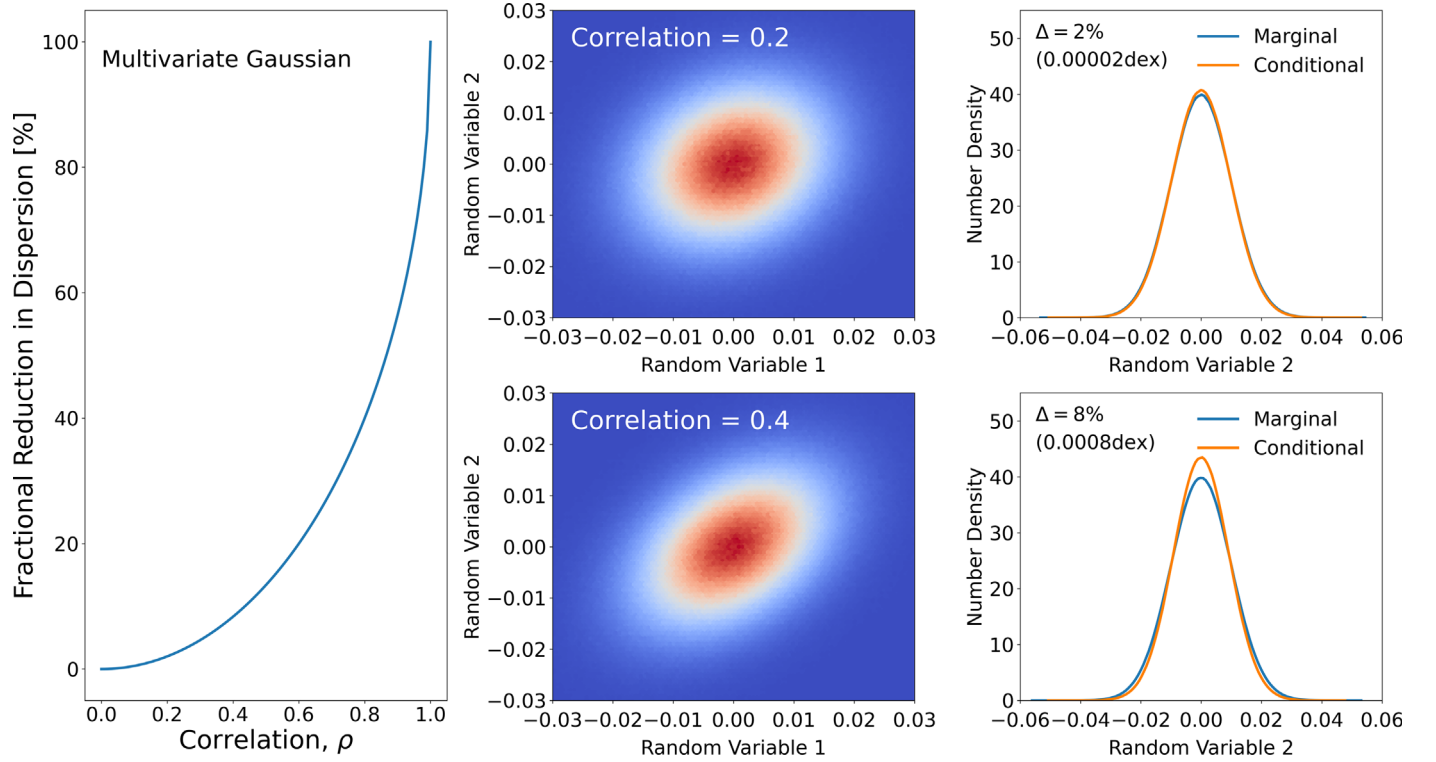 Fractional Reduction in Dispersion [%]
100
80
60
40
20
0
Multivariate Gaussian
0.0 0.2 0.4 0.6 0.8 1.0
Correlation, ρ
Random Variable 2
0.03
0.02
0.01
0.00
−0.01
−0.02
−0.03
Correlation = 0.2
−0.03 −0.02 −0.01 0.00 0.01 0.02 0.03
Random Variable 1
Number Density
50
40
30
20
10
0
Δ = 2%
(0.00002dex)
Marginal
Conditional
−0.06 −0.04 −0.02 0.00 0.02 0.04 0.06
Random Variable 2
Random Variable 2
0.03
0.02
0.01
0.00
−0.01
−0.02
−0.03
Correlation = 0.4
−0.03 −0.02 −0.01 0.00 0.01 0.02 0.03
Random Variable 1
Number Density
50
40
30
20
10
0
Δ = 8%
(0.0008dex)
Marginal
Conditional
−0.06 −0.04 −0.02 0.00 0.02 0.04 0.06
Random Variable 2